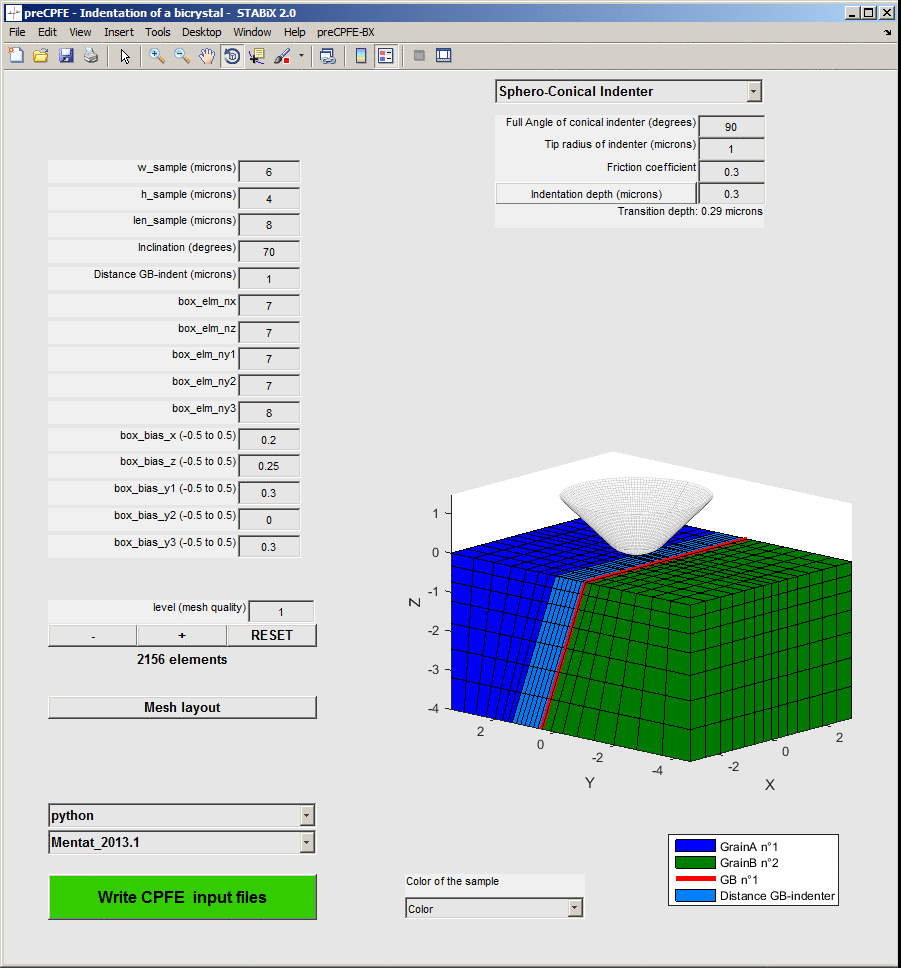 preCPFE - Indentation of a bicrystal - STABiX 2.0
File Edit View Insert Tools Desktop Window Help preCPFE-BX
Sphero-Conical Indenter
Full Angle of conical indenter (degrees) 90
Tip radius of indenter (microns) 1
Friction coefficient 0.3
Indentation depth (microns) 0.3
Transition depth: 0.29 microns
w_sample (microns) 6
h_sample (microns) 4
len_sample (microns) 8
Inclination (degrees) 70
Distance GB-indent (microns) 1
box_elm_nx 7
box_elm_nz 7
box_elm_ny1 7
box_elm_ny2 7
box_elm_ny3 8
box_bias_x (-0.5 to 0.5) 0.2
box_bias_z (-0.5 to 0.5) 0.25
box_bias_y1 (-0.5 to 0.5) 0.3
box_bias_y2 (-0.5 to 0.5) 0
box_bias_y3 (-0.5 to 0.5) 0.3
level (mesh quality) 1
- + RESET
2156 elements
Mesh layout
python
Mentat_2013.1
Write CPFE input files
1
0
-1
-2
-3
-4
Z
2
0
-2
-4
Y
-2
0
2
X
GrainA n°1
GrainB n°2
GB n°1
Distance GB-indenter
Color of the sample
Color